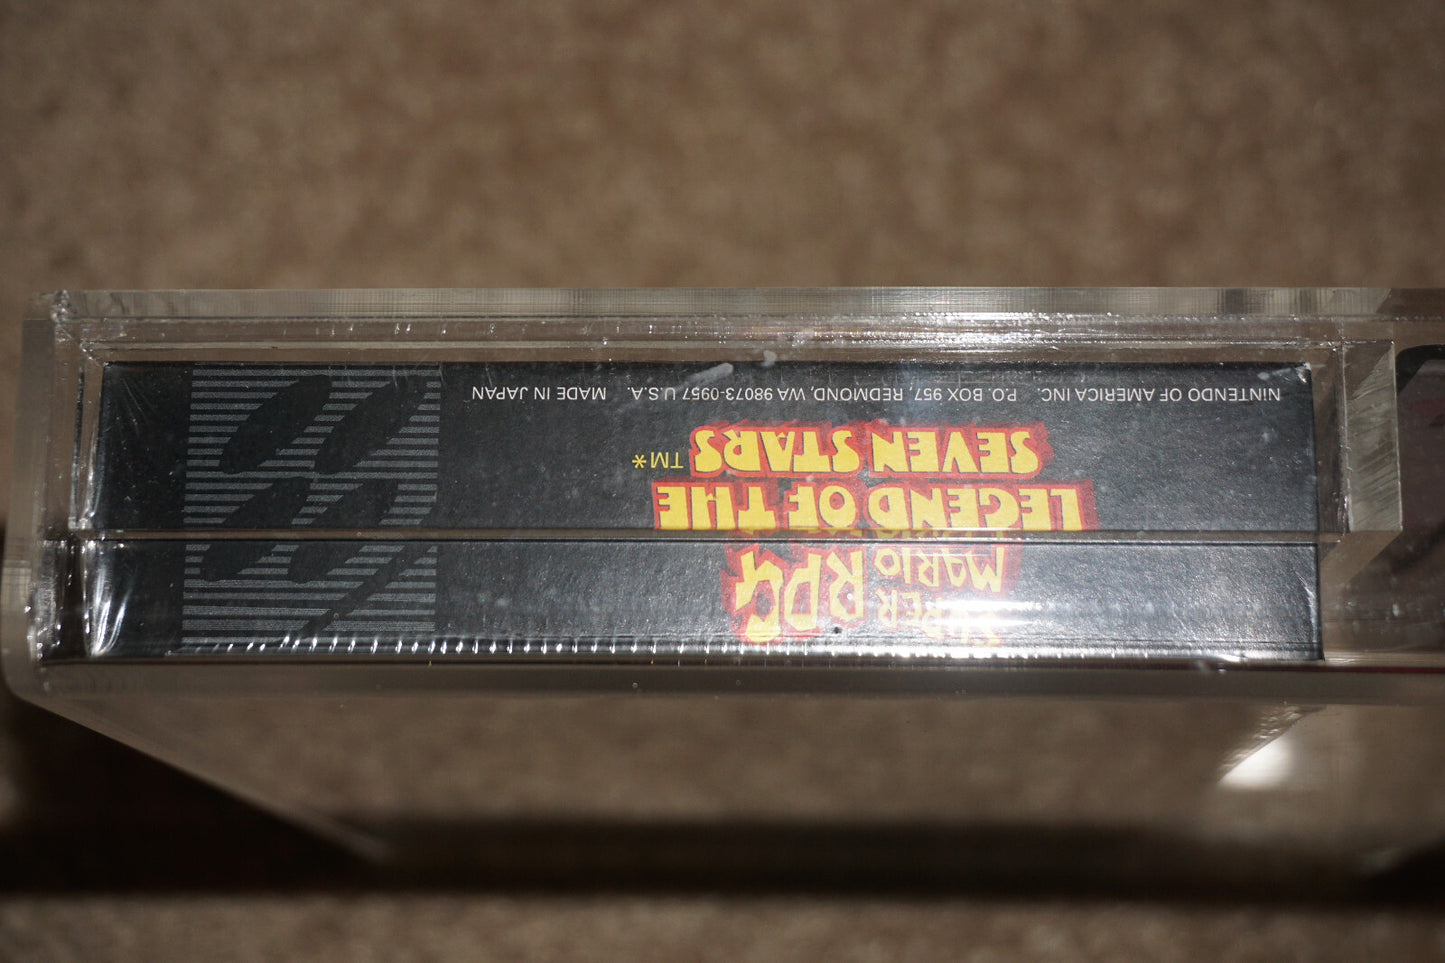 SUPER
MARIO RPG
LEGEND OF THE
SEVEN STARS TM*
NINTENDO OF AMERICA INC. P.O. BOX 957, REDMOND, WA 98073-0957 U.S.A. MADE IN JAPAN